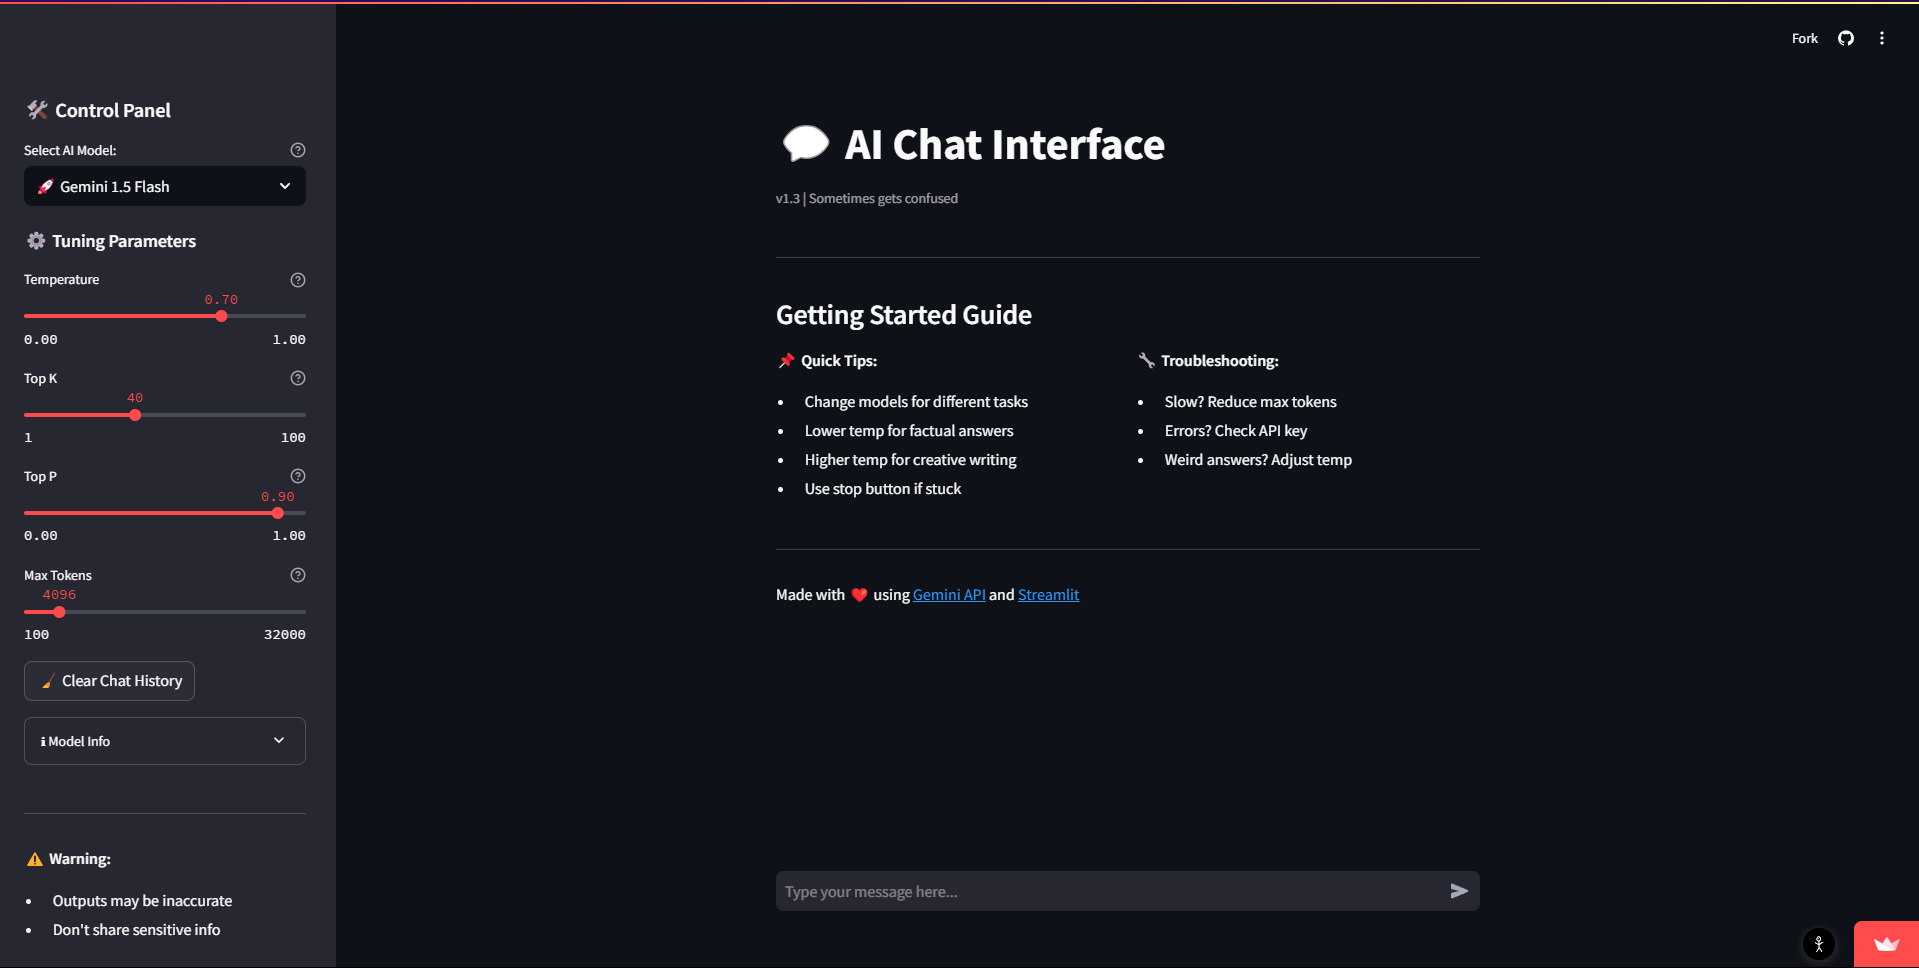 Fork
🛠️ Control Panel
Select AI Model:
🚀 Gemini 1.5 Flash
⚙️ Tuning Parameters
Temperature
0.70
0.00 1.00
Top K
40
1 100
Top P
0.90
0.00 1.00
Max Tokens
4096
100 32000
🧹 Clear Chat History
ℹ Model Info
⚠️ Warning:
• Outputs may be inaccurate
• Don't share sensitive info
💬 AI Chat Interface
v1.3 | Sometimes gets confused
Getting Started Guide
📌 Quick Tips:
• Change models for different tasks
• Lower temp for factual answers
• Higher temp for creative writing
• Use stop button if stuck
🔧 Troubleshooting:
• Slow? Reduce max tokens
• Errors? Check API key
• Weird answers? Adjust temp
Made with ❤️ using Gemini API and Streamlit
Type your message here...